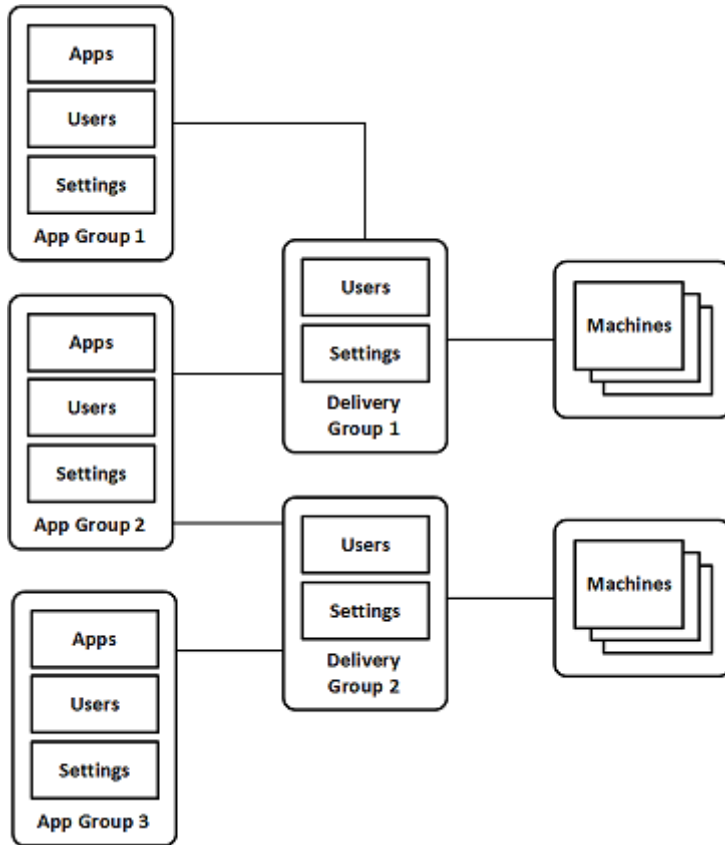 Apps
Users
Settings
App Group 1
Apps
Users
Settings
App Group 2
Apps
Users
Settings
App Group 3
Users
Settings
Delivery
Group 1
Users
Settings
Delivery
Group 2
Machines
Machines